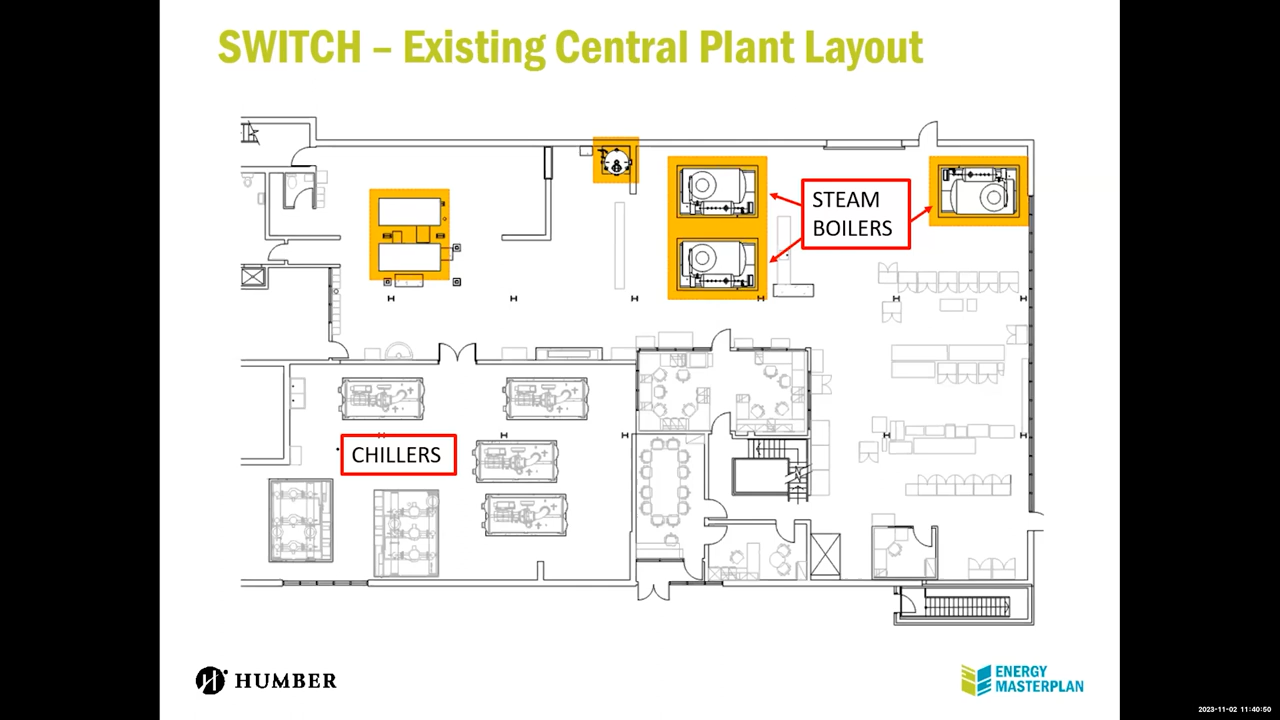 SWITCH – Existing Central Plant Layout
STEAM
BOILERS
CHILLERS
HUMBER
ENERGY
MASTERPLAN
2023-11-02 11:40:50